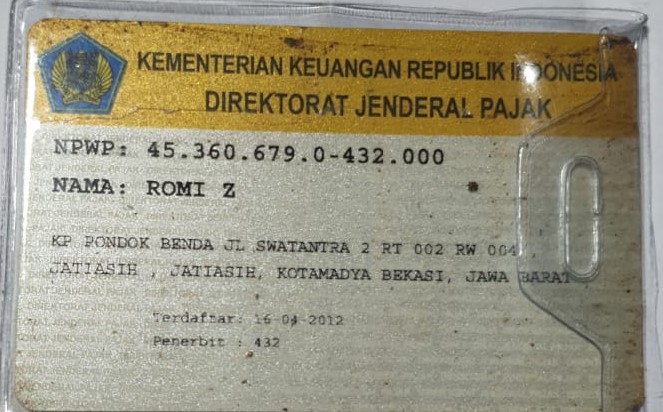 KEMENTERIAN KEUANGAN REPUBLIK INDONESIA
DIREKTORAT JENDERAL PAJAK
NPWP: 45.360.679.0-432.000
NAMA: ROMI Z
KP PONDOK BENDA JL SWATANTRA 2 RT 002 RW 004 ,
JATIASIH , JATIASIH, KOTAMADYA BEKASI, JAWA BARAT
Terdaftar: 16-04-2012
Penerbit : 432